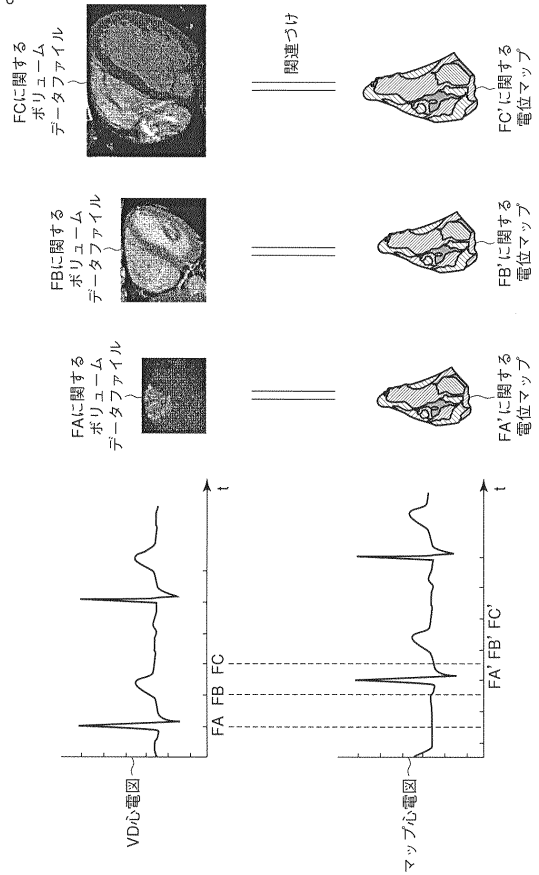 VD心電図
FA FB FC
t
マップ心電図
FA' FB' FC'
t
FAに関する
ボリューム
データファイル
FBに関する
ボリューム
データファイル
FCに関する
ボリューム
データファイル
関連づけ
FA'に関する
電位マップ
FB'に関する
電位マップ
FC'に関する
電位マップ